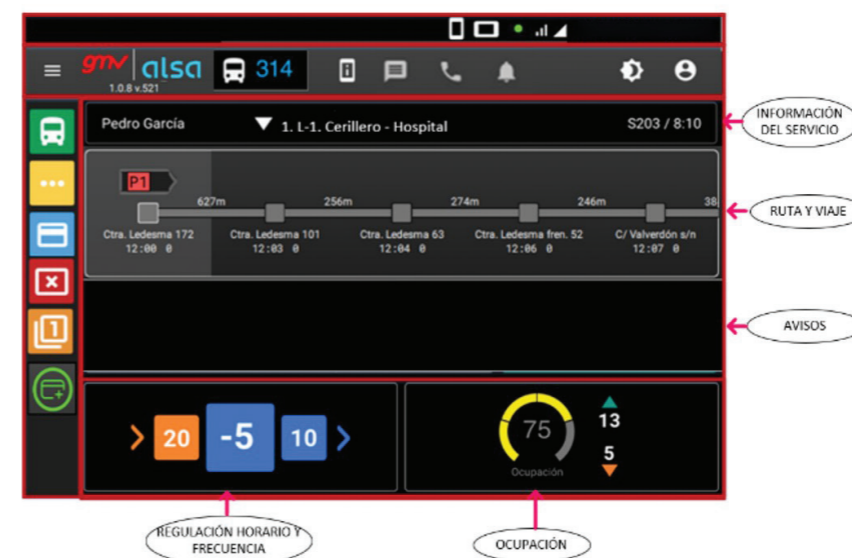 gmv alsa 314
1.0.8 v.521
Pedro García 1. L-1. Cerillero - Hospital S203 / 8:10
INFORMACIÓN
DEL SERVICIO
P1
627m 256m 274m 246m 38
Ctra. Ledesma 172 Ctra. Ledesma 101 Ctra. Ledesma 63 Ctra. Ledesma fren. 52 C/ Valverdón s/n
12:00 0 12:03 0 12:04 0 12:06 0 12:07 0
RUTA Y VIAJE
1
AVISOS
20 -5 10
75
Ocupación
13
5
REGULACIÓN HORARIO Y
FRECUENCIA
OCUPACIÓN